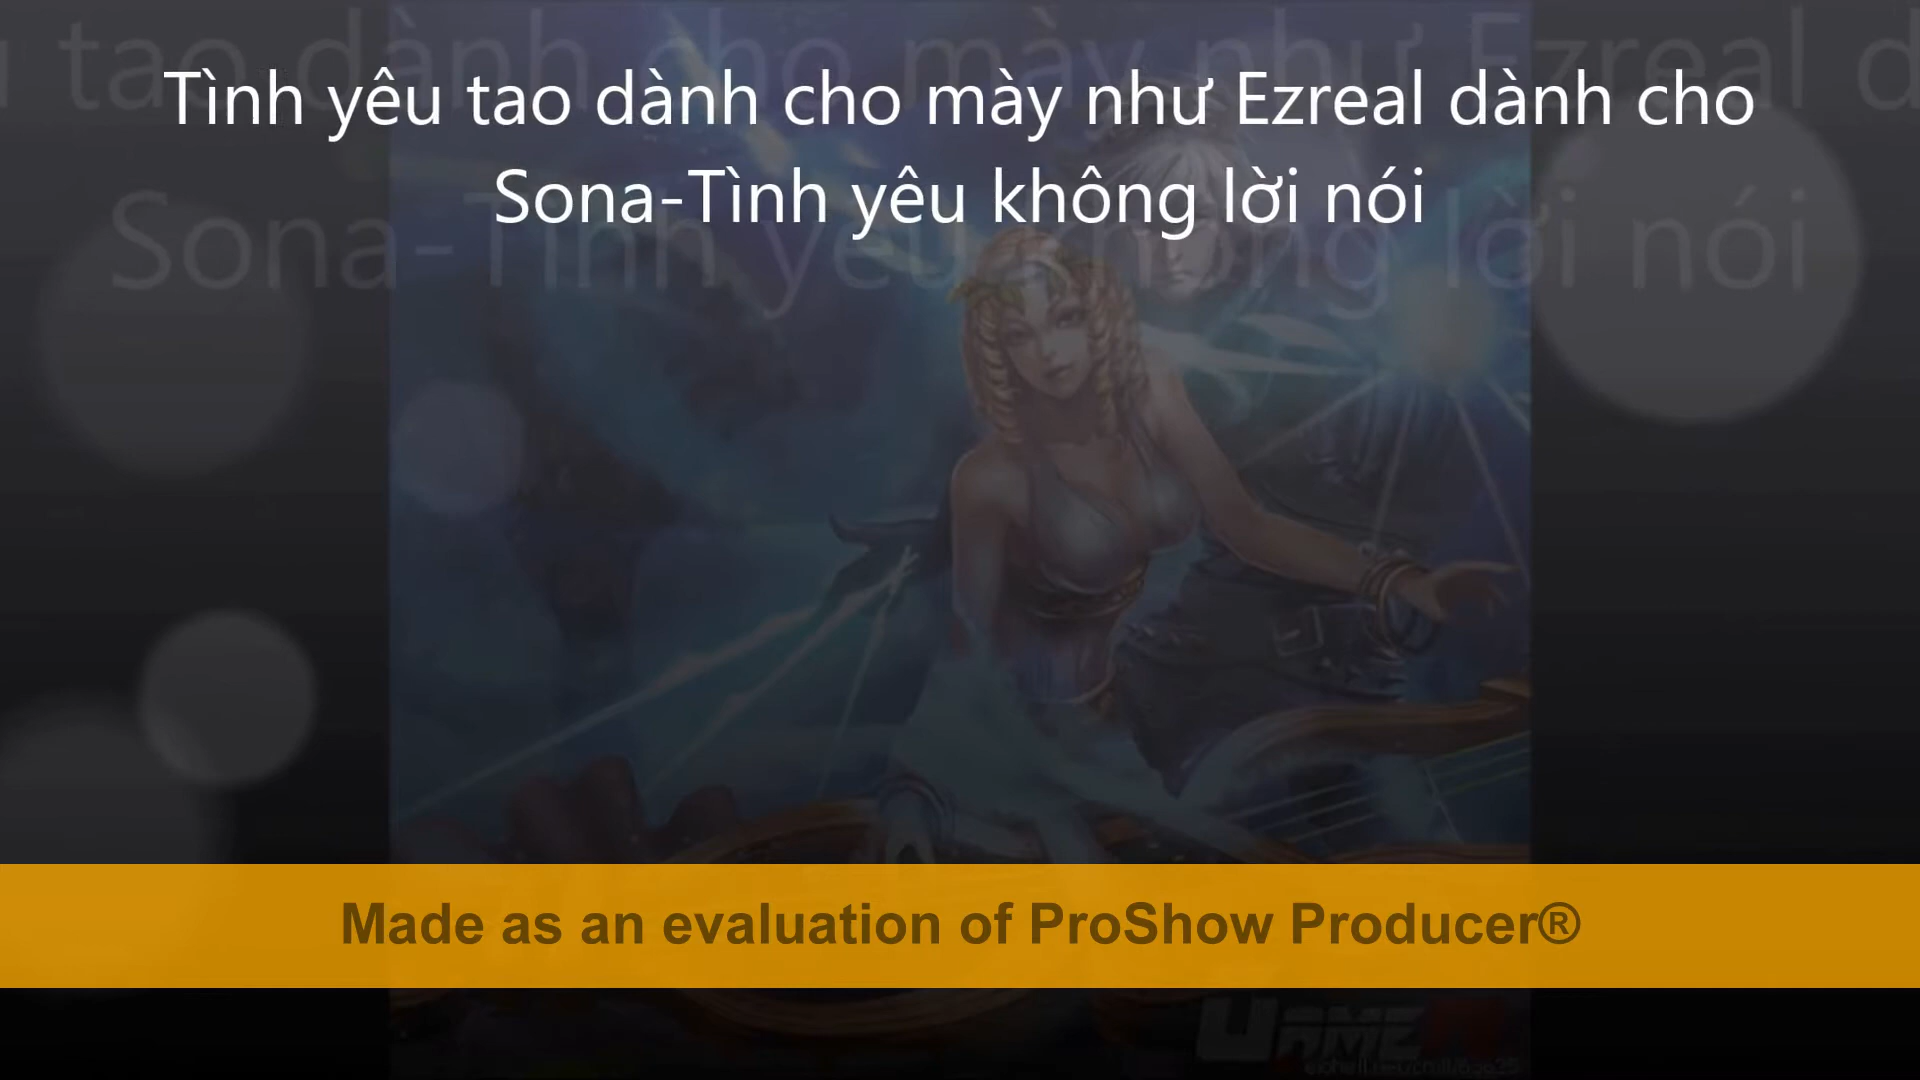 Tình yêu tao dành cho mày như Ezreal dành cho
Sona-Tình yêu không lời nói
Made as an evaluation of ProShow Producer®